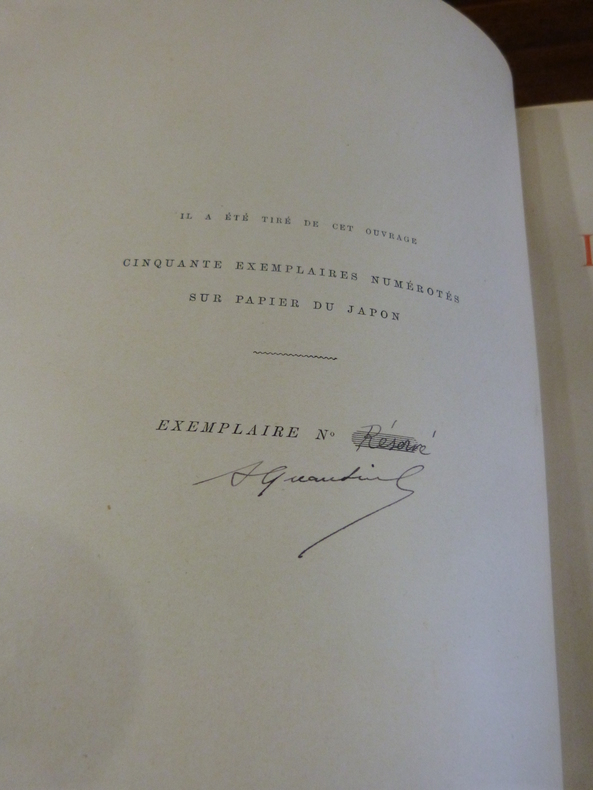 IL A ÉTÉ TIRÉ DE CET OUVRAGE
CINQUANTE EXEMPLAIRES NUMÉROTÉS
SUR PAPIER DU JAPON
EXEMPLAIRE Nº Réservé